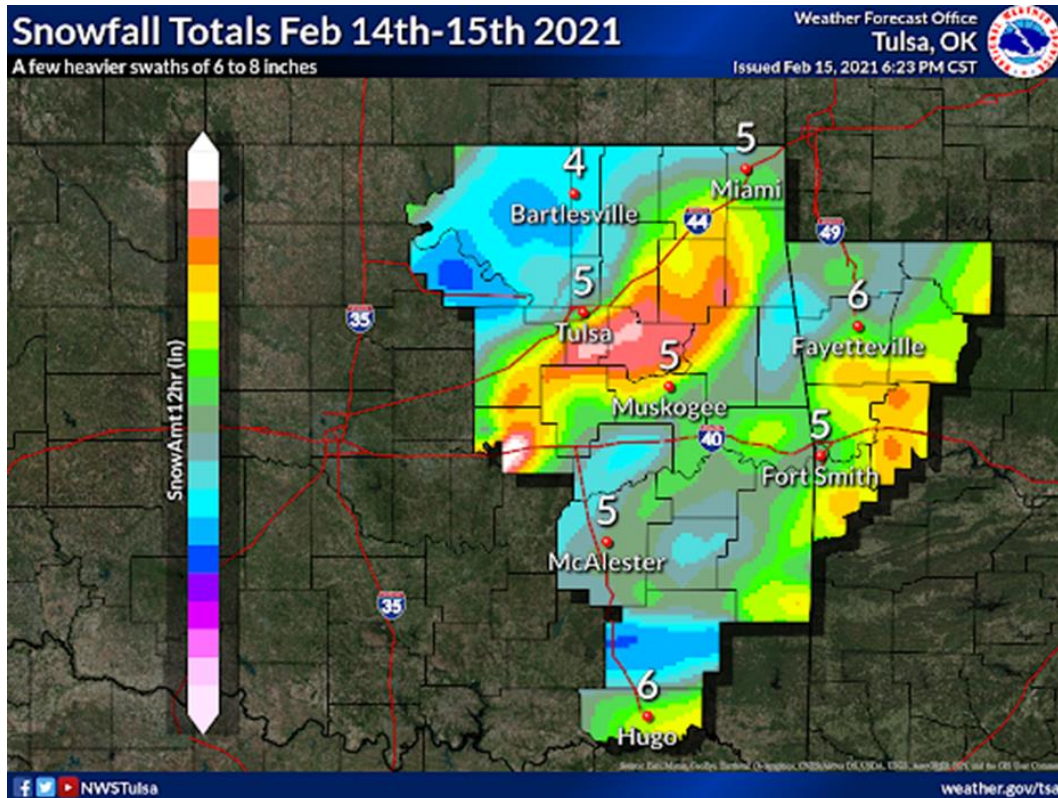 Snowfall Totals Feb 14th-15th 2021
Weather Forecast Office
Tulsa, OK
A few heavier swaths of 6 to 8 inches
Issued Feb 15, 2021 6:23 PM CST
5
Miami
4
Bartlesville
44
49
5
Tulsa
6
Fayetteville
35
SnowAmt12hr (in)
5
Muskogee
40
5
Fort Smith
5
McAlester
35
6
Hugo
NWSTulsa
weather.gov/tsa